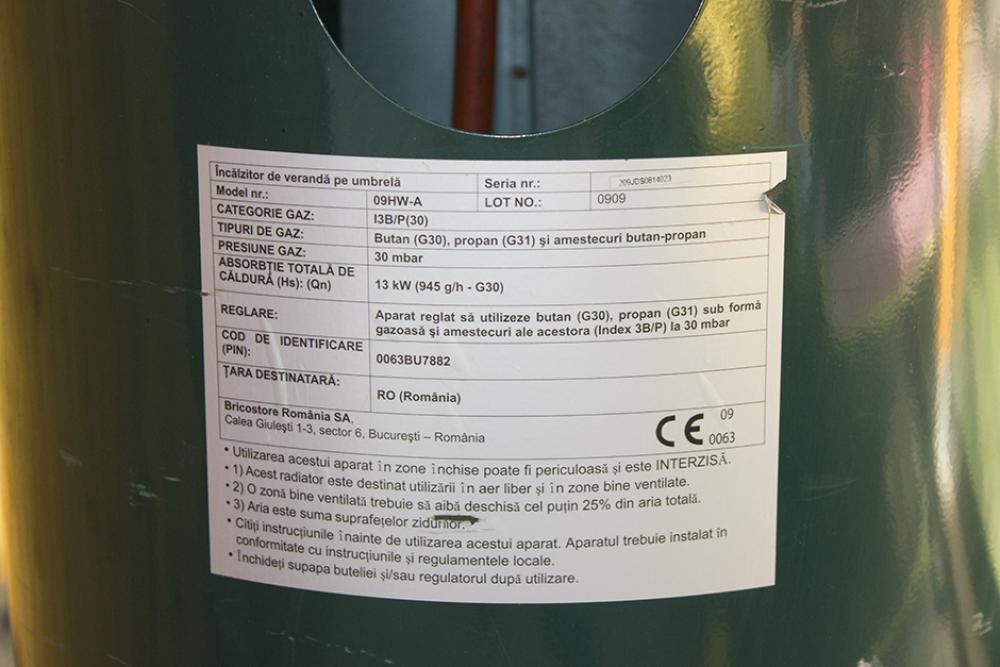 Încălzitor de verandă pe umbrelă
Seria nr.: 209JDS0814023
Model nr.: 09HW-A
LOT NO.: 0909
CATEGORIE GAZ: I3B/P(30)
TIPURI DE GAZ: Butan (G30), propan (G31) şi amestecuri butan-propan
PRESIUNE GAZ: 30 mbar
ABSORBŢIE TOTALĂ DE
CĂLDURĂ (Hs): (Qn) 13 kW (945 g/h - G30)
REGLARE: Aparat reglat să utilizeze butan (G30), propan (G31) sub formă
gazoasă şi amestecuri ale acestora (Index 3B/P) la 30 mbar
COD DE IDENTIFICARE
(PIN): 0063BU7882
ŢARA DESTINATARĂ: RO (România)
Bricostore România SA,
Calea Giuleşti 1-3, sector 6, Bucureşti – România
CE 09
0063
• Utilizarea acestui aparat în zone închise poate fi periculoasă şi este INTERZISĂ.
• 1) Acest radiator este destinat utilizării în aer liber şi în zone bine ventilate.
• 2) O zonă bine ventilată trebuie să aibă deschisă cel puţin 25% din aria totală.
• 3) Aria este suma suprafeţelor zidurilor.
• Citiţi instrucţiunile înainte de utilizarea acestui aparat. Aparatul trebuie instalat în
conformitate cu instrucţiunile şi regulamentele locale.
• Închideţi supapa buteliei şi/sau regulatorul după utilizare.